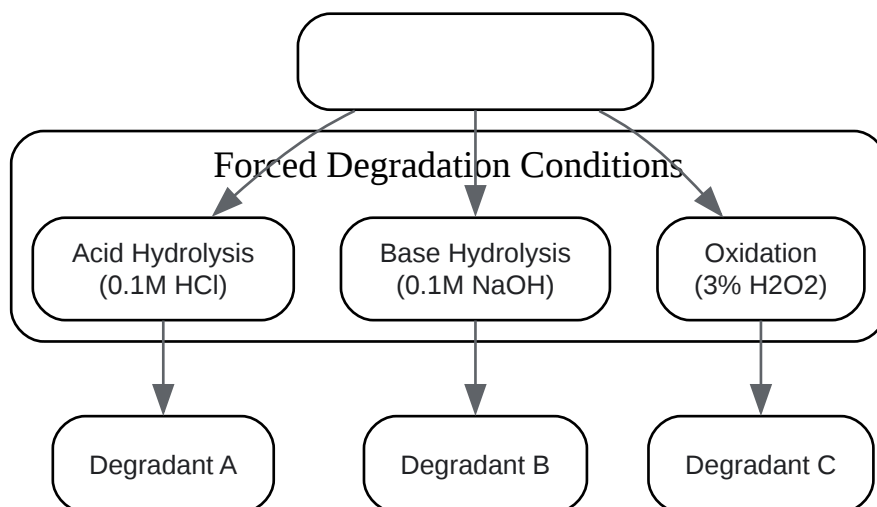 Forced Degradation Conditions
Acid Hydrolysis
(0.1M HCl)
Base Hydrolysis
(0.1M NaOH)
Oxidation
(3% H2O2)
Degradant A
Degradant B
Degradant C